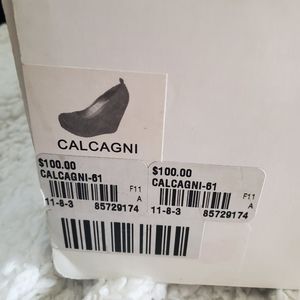 CALCAGNI
$100.00
CALCAGNI-61
F11
A
11-8-3 85729174
$100.00
CALCAGNI-61
F11
A
11-8-3 85729174